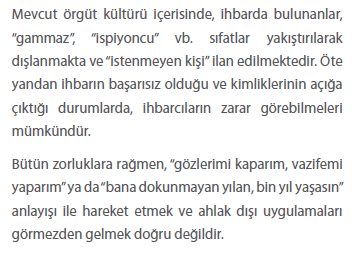 Mevcut örgüt kültürü içerisinde, ihbarda bulunanlar,
"gammaz", "ispiyoncu" vb. sıfatlar yakıştırılarak
dışlanmakta ve "istenmeyen kişi" ilan edilmektedir. Öte
yandan ihbarın başarısız olduğu ve kimliklerinin açığa
çıktığı durumlarda, ihbarcıların zarar görebilmeleri
mümkündür.
Bütün zorluklara rağmen, "gözlerimi kaparım, vazifemi
yaparım" ya da "bana dokunmayan yılan, bin yıl yaşasın"
anlayışı ile hareket etmek ve ahlak dışı uygulamaları
görmezden gelmek doğru değildir.